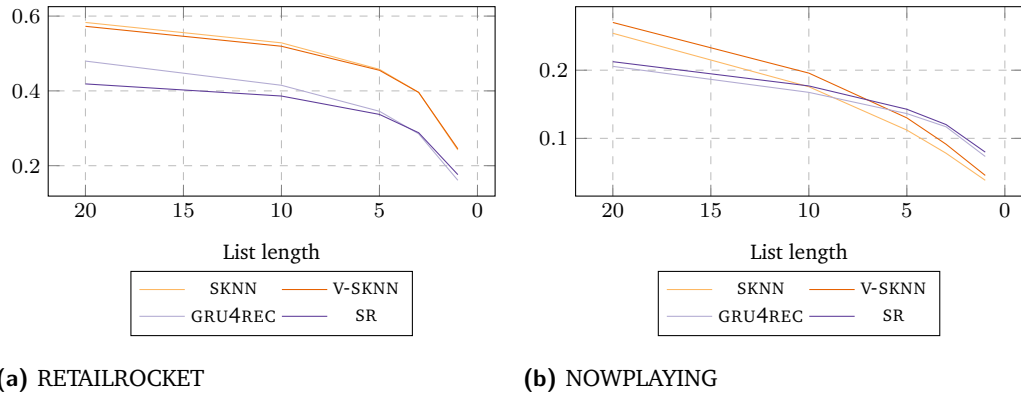 0.6
0.4
0.2
20 15 10 5 0
List length
SKNN V-SKNN
GRU4REC SR
(a) RETAILROCKET
0.2
0.1
20 15 10 5 0
List length
SKNN V-SKNN
GRU4REC SR
(b) NOWPLAYING